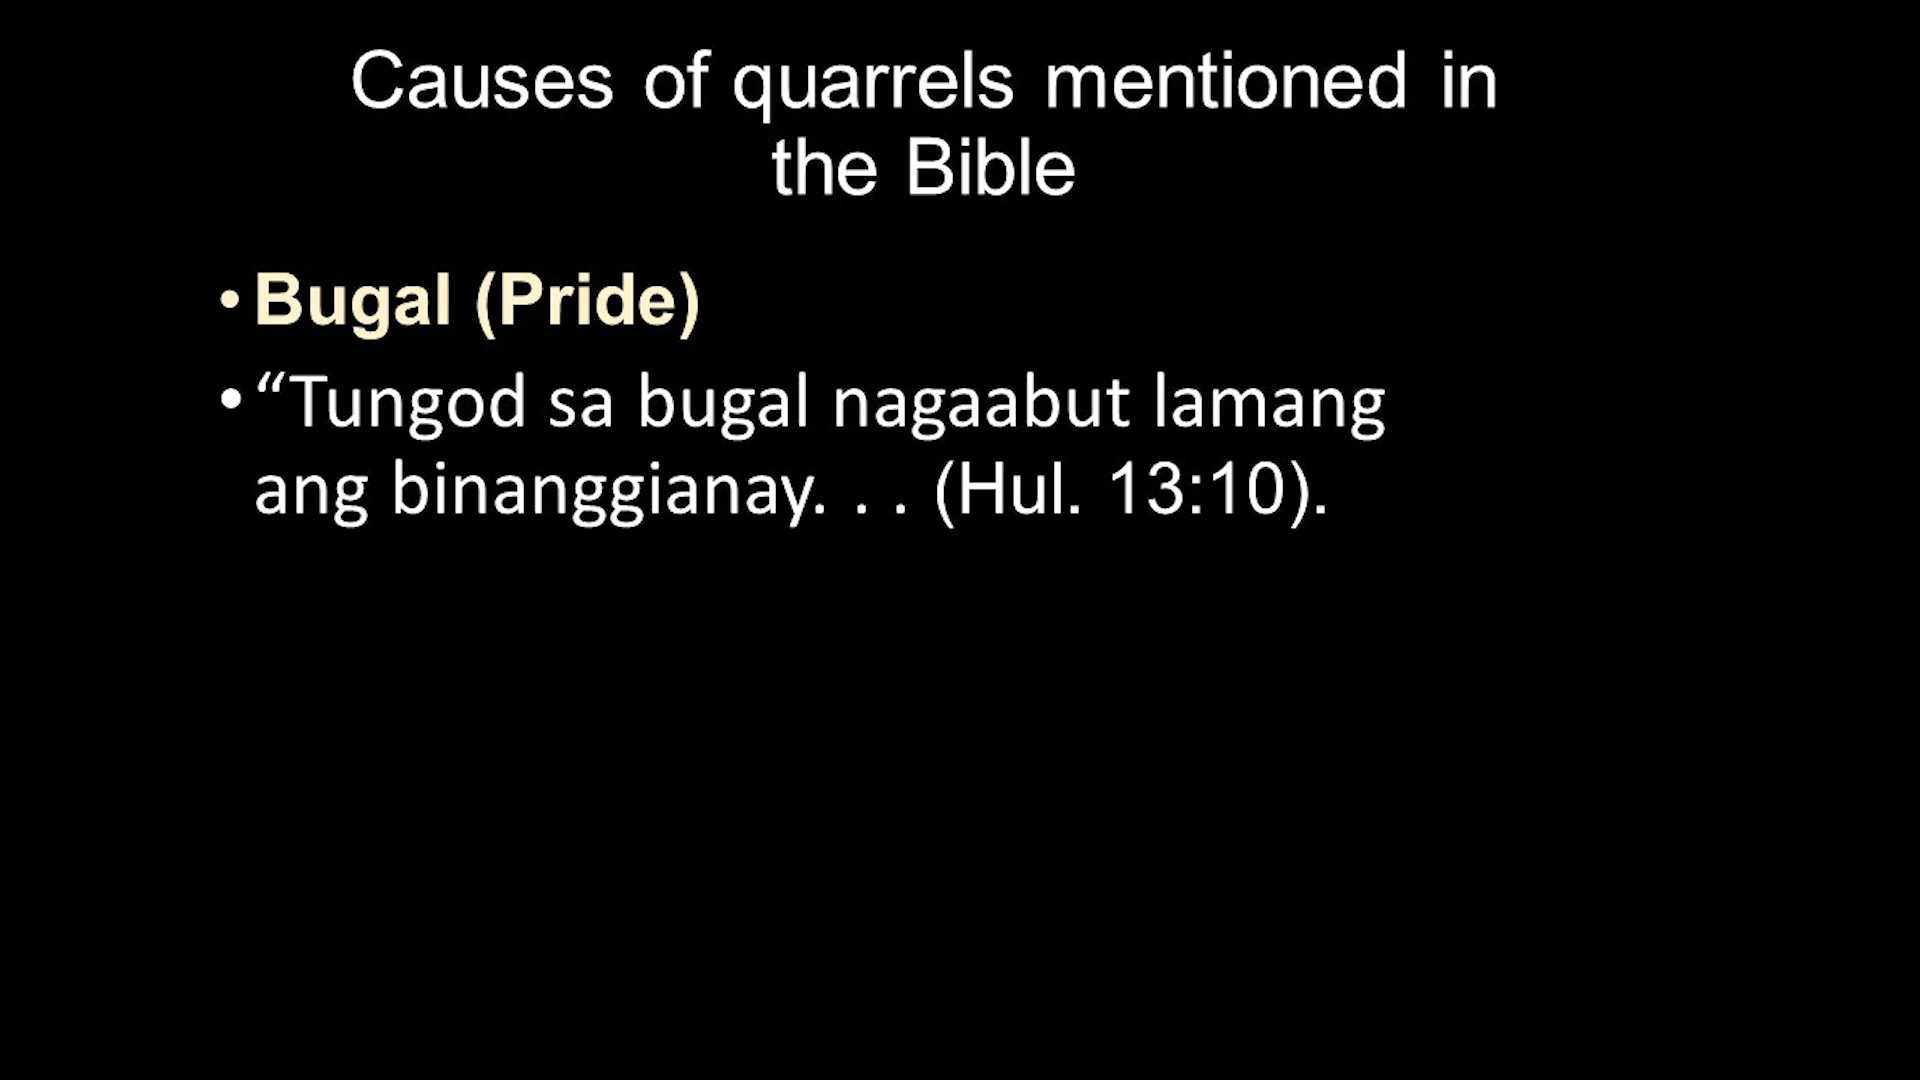 Causes of quarrels mentioned in
the Bible
• Bugal (Pride)
• “Tungod sa bugal nagaabut lamang
ang binanggianay. . . (Hul. 13:10).